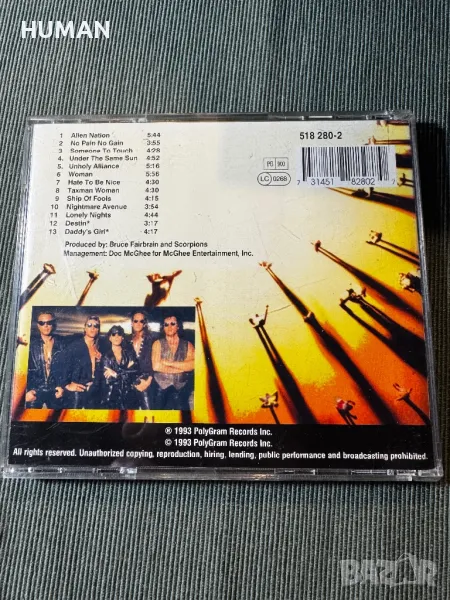 HUMAN
1 Alien Nation 5:44
2 No Pain No Gain 3:55
3 Someone To Touch 4:28
4 Under The Same Sun 4:52
5 Unholy Alliance 5:15
6 Woman 5:56
7 Hate To Be Nice 4:30
8 Taxman Woman 4:30
9 Ship Of Fools 4:15
10 Nightmare Avenue 3:54
11 Lonely Nights 4:44
12 Destin* 3:17
13 Daddy's Girl* 4:17
Produced by: Bruce Fairbrain and Scorpions
Management: Doc McGhee for McGhee Entertainment, Inc.
518 280-2
LC 0268
7 31451 82802 7
℗ 1993 PolyGram Records Inc.
© 1993 PolyGram Records Inc.
All rights reserved. Unauthorized copying, reproduction, hiring, lending, public performance and broadcasting prohibited.
BAZAR